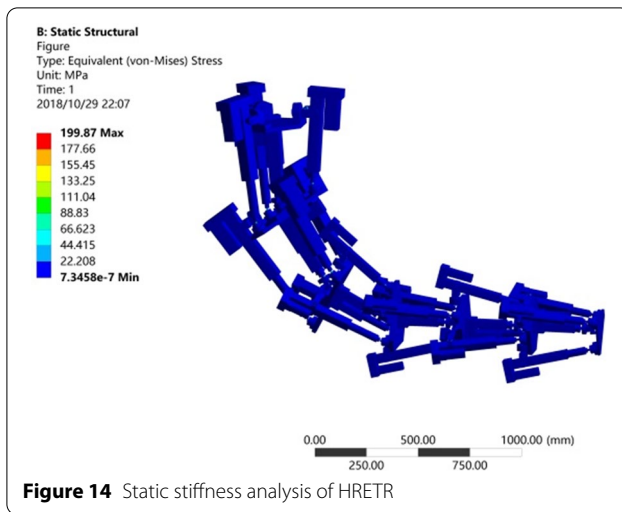 B: Static Structural
Figure
Type: Equivalent (von-Mises) Stress
Unit: MPa
Time: 1
2018/10/29 22:07
199.87 Max
177.66
155.45
133.25
111.04
88.83
66.623
44.415
22.208
7.3458e-7 Min
0.00 500.00 1000.00 (mm)
250.00 750.00
Figure 14 Static stiffness analysis of HRETR